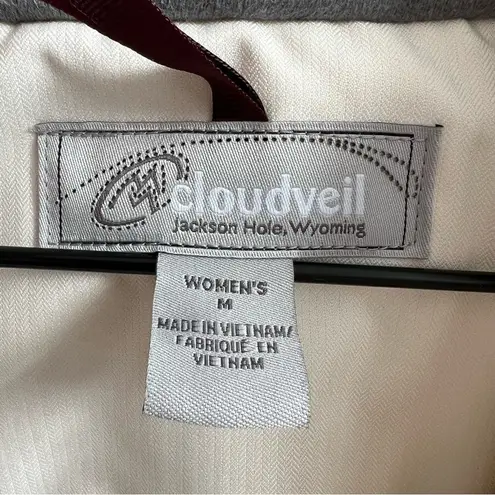 cloudveil
Jackson Hole, Wyoming
WOMEN'S
M
MADE IN VIETNAM/
FABRIQUÉ EN
VIETNAM